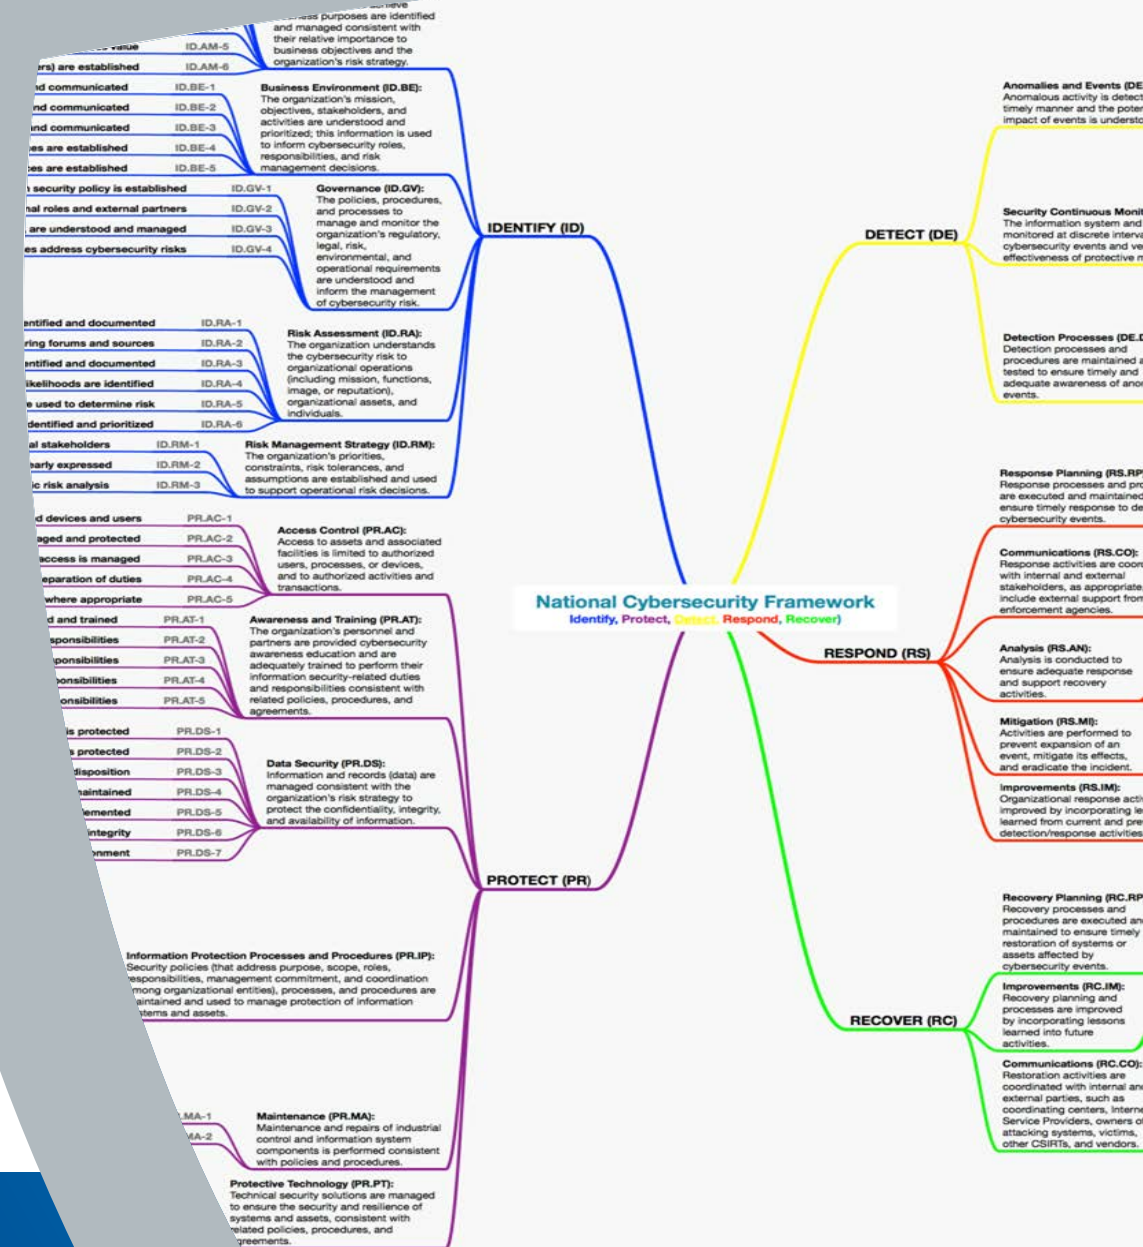 ness purposes are identified
and managed consistent with
their relative importance to
business objectives and the
organization's risk strategy.
value ID.AM-5
ers) are established ID.AM-6
nd communicated ID.BE-1
nd communicated ID.BE-2
and communicated ID.BE-3
es are established ID.BE-4
ces are established ID.BE-5
Business Environment (ID.BE):
The organization's mission,
objectives, stakeholders, and
activities are understood and
prioritized; this information is used
to inform cybersecurity roles,
responsibilities, and risk
management decisions.
security policy is established ID.GV-1
nal roles and external partners ID.GV-2
are understood and managed ID.GV-3
es address cybersecurity risks ID.GV-4
Governance (ID.GV):
The policies, procedures,
and processes to
manage and monitor the
organization's regulatory,
legal, risk,
environmental, and
operational requirements
are understood and
inform the management
of cybersecurity risk.
IDENTIFY (ID)
entified and documented ID.RA-1
ring forums and sources ID.RA-2
entified and documented ID.RA-3
likelihoods are identified ID.RA-4
e used to determine risk ID.RA-5
dentified and prioritized ID.RA-6
Risk Assessment (ID.RA):
The organization understands
the cybersecurity risk to
organizational operations
(including mission, functions,
image, or reputation),
organizational assets, and
individuals.
al stakeholders ID.RM-1
early expressed ID.RM-2
ic risk analysis ID.RM-3
Risk Management Strategy (ID.RM):
The organization's priorities,
constraints, risk tolerances, and
assumptions are established and used
to support operational risk decisions.
d devices and users PR.AC-1
aged and protected PR.AC-2
access is managed PR.AC-3
eparation of duties PR.AC-4
where appropriate PR.AC-5
Access Control (PR.AC):
Access to assets and associated
facilities is limited to authorized
users, processes, or devices,
and to authorized activities and
transactions.
d and trained PR.AT-1
sponsibilities PR.AT-2
ponsibilities PR.AT-3
ponsibilities PR.AT-4
onsibilities PR.AT-5
Awareness and Training (PR.AT):
The organization's personnel and
partners are provided cybersecurity
awareness education and are
adequately trained to perform their
information security-related duties
and responsibilities consistent with
related policies, procedures, and
agreements.
is protected PR.DS-1
s protected PR.DS-2
disposition PR.DS-3
aintained PR.DS-4
lemented PR.DS-5
integrity PR.DS-6
onment PR.DS-7
Data Security (PR.DS):
Information and records (data) are
managed consistent with the
organization's risk strategy to
protect the confidentiality, integrity,
and availability of information.
PROTECT (PR)
Information Protection Processes and Procedures (PR.IP):
Security policies (that address purpose, scope, roles,
responsibilities, management commitment, and coordination
among organizational entities), processes, and procedures are
aintained and used to manage protection of information
stems and assets.
.MA-1
MA-2
Maintenance (PR.MA):
Maintenance and repairs of industrial
control and information system
components is performed consistent
with policies and procedures.
Protective Technology (PR.PT):
Technical security solutions are managed
to ensure the security and resilience of
systems and assets, consistent with
related policies, procedures, and
greements.
National Cybersecurity Framework
Identify, Protect, Detect, Respond, Recover)
DETECT (DE)
Anomalies and Events (DE
Anomalous activity is detect
timely manner and the poten
impact of events is understo
Security Continuous Monit
The information system and
monitored at discrete interva
cybersecurity events and ve
effectiveness of protective m
Detection Processes (DE.D
Detection processes and
procedures are maintained a
tested to ensure timely and
adequate awareness of anom
events.
RESPOND (RS)
Response Planning (RS.RP)
Response processes and pro
are executed and maintained
ensure timely response to de
cybersecurity events.
Communications (RS.CO):
Response activities are coord
with internal and external
stakeholders, as appropriate,
include external support from
enforcement agencies.
Analysis (RS.AN):
Analysis is conducted to
ensure adequate response
and support recovery
activities.
Mitigation (RS.MI):
Activities are performed to
prevent expansion of an
event, mitigate its effects,
and eradicate the incident.
Improvements (RS.IM):
Organizational response activ
improved by incorporating le
learned from current and pre
detection/response activities
RECOVER (RC)
Recovery Planning (RC.RP
Recovery processes and
procedures are executed and
maintained to ensure timely
restoration of systems or
assets affected by
cybersecurity events.
Improvements (RC.IM):
Recovery planning and
processes are improved
by incorporating lessons
learned into future
activities.
Communications (RC.CO):
Restoration activities are
coordinated with internal and
external parties, such as
coordinating centers, Interne
Service Providers, owners of
attacking systems, victims,
other CSIRTs, and vendors.